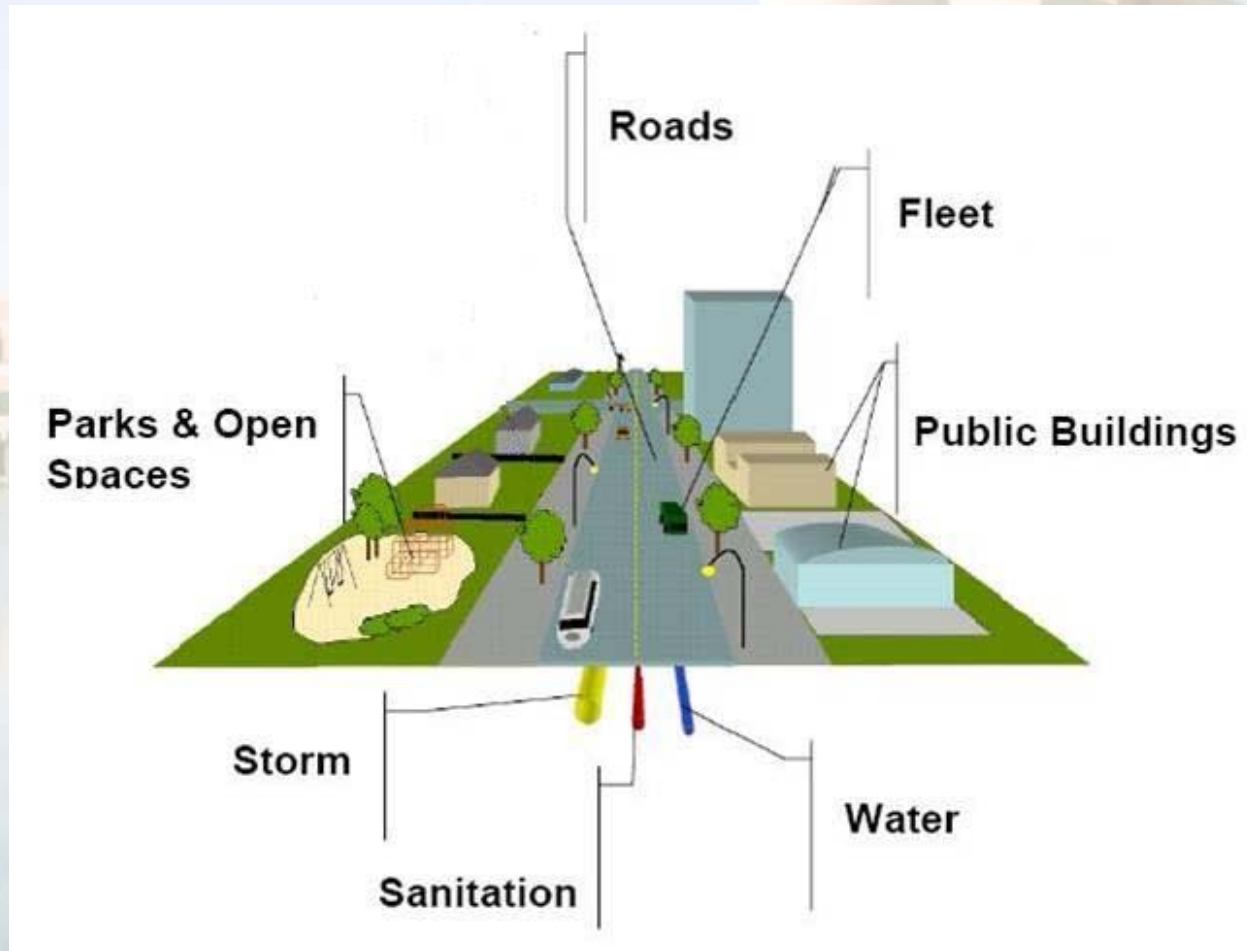 Roads
Fleet
Parks & Open
Spaces
Public Buildings
Storm
Water
Sanitation